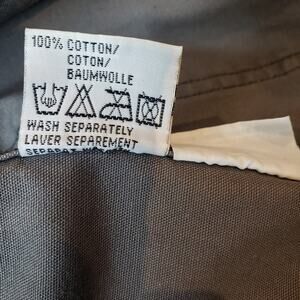 100% COTTON/
COTON/
BAUMWOLLE
WASH SEPARATELY
LAVER SEPAREMENT